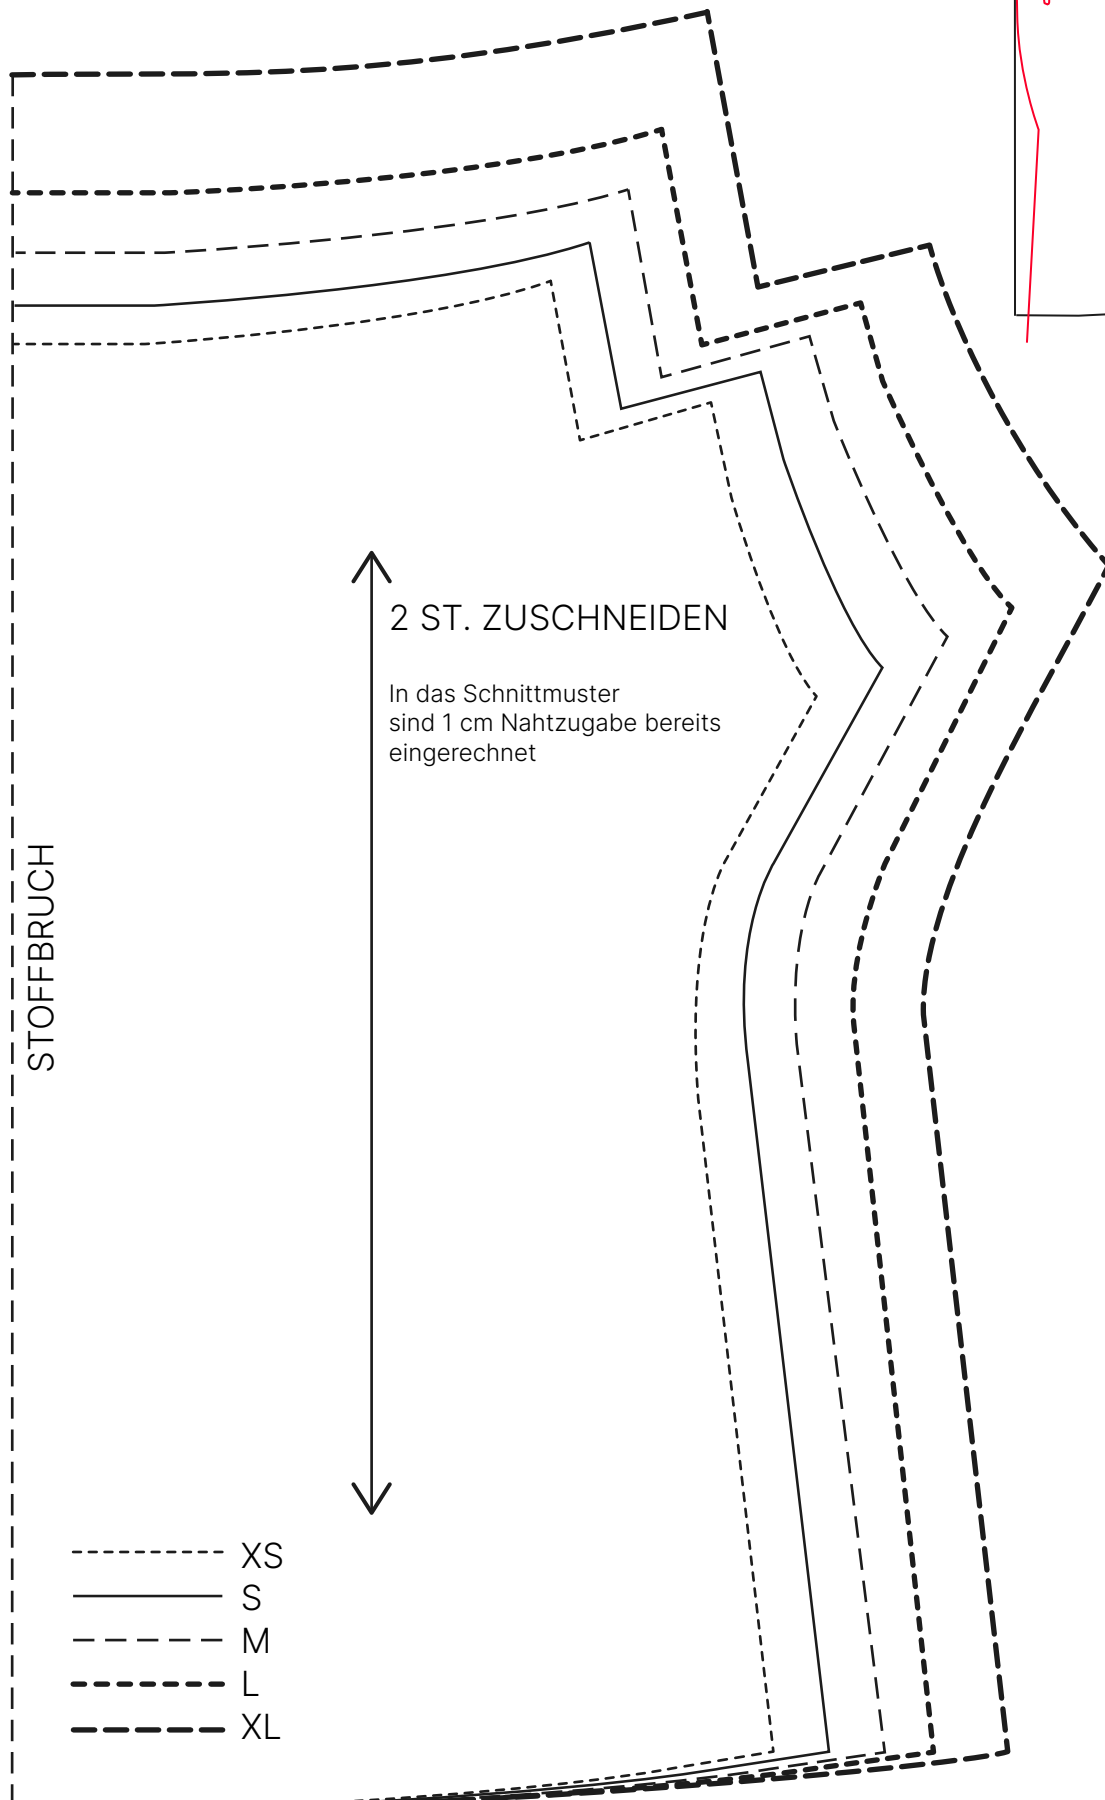 2 ST. ZUSCHNEIDEN
In das Schnittmuster
sind 1 cm Nahtzugabe bereits
eingerechnet
STOFFBRUCH
XS
S
M
L
XL